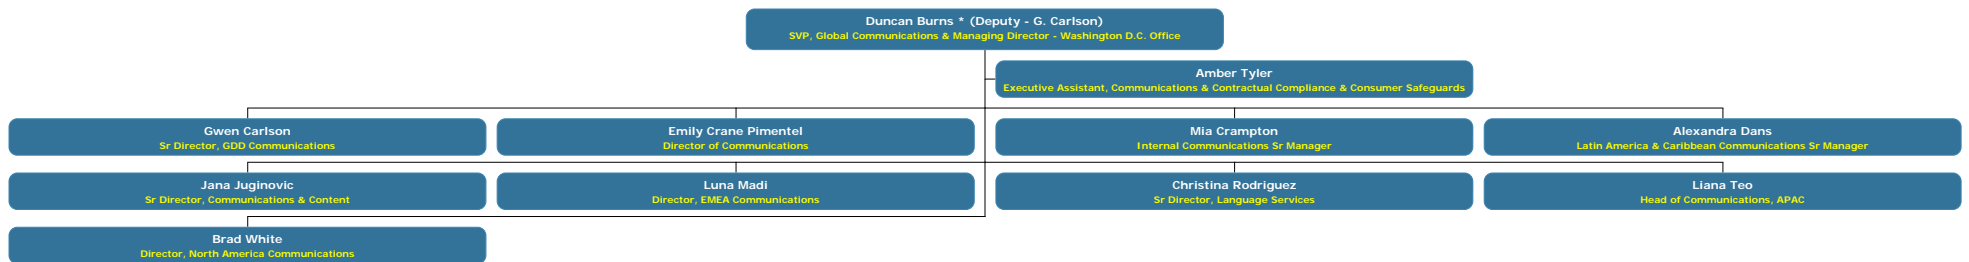 Duncan Burns * (Deputy - G. Carlson)
SVP, Global Communications & Managing Director - Washington D.C. Office
Amber Tyler
Executive Assistant, Communications & Contractual Compliance & Consumer Safeguards
Gwen Carlson
Sr Director, GDD Communications
Emily Crane Pimentel
Director of Communications
Mia Crampton
Internal Communications Sr Manager
Alexandra Dans
Latin America & Caribbean Communications Sr Manager
Jana Juginovic
Sr Director, Communications & Content
Luna Madi
Director, EMEA Communications
Christina Rodriguez
Sr Director, Language Services
Liana Teo
Head of Communications, APAC
Brad White
Director, North America Communications